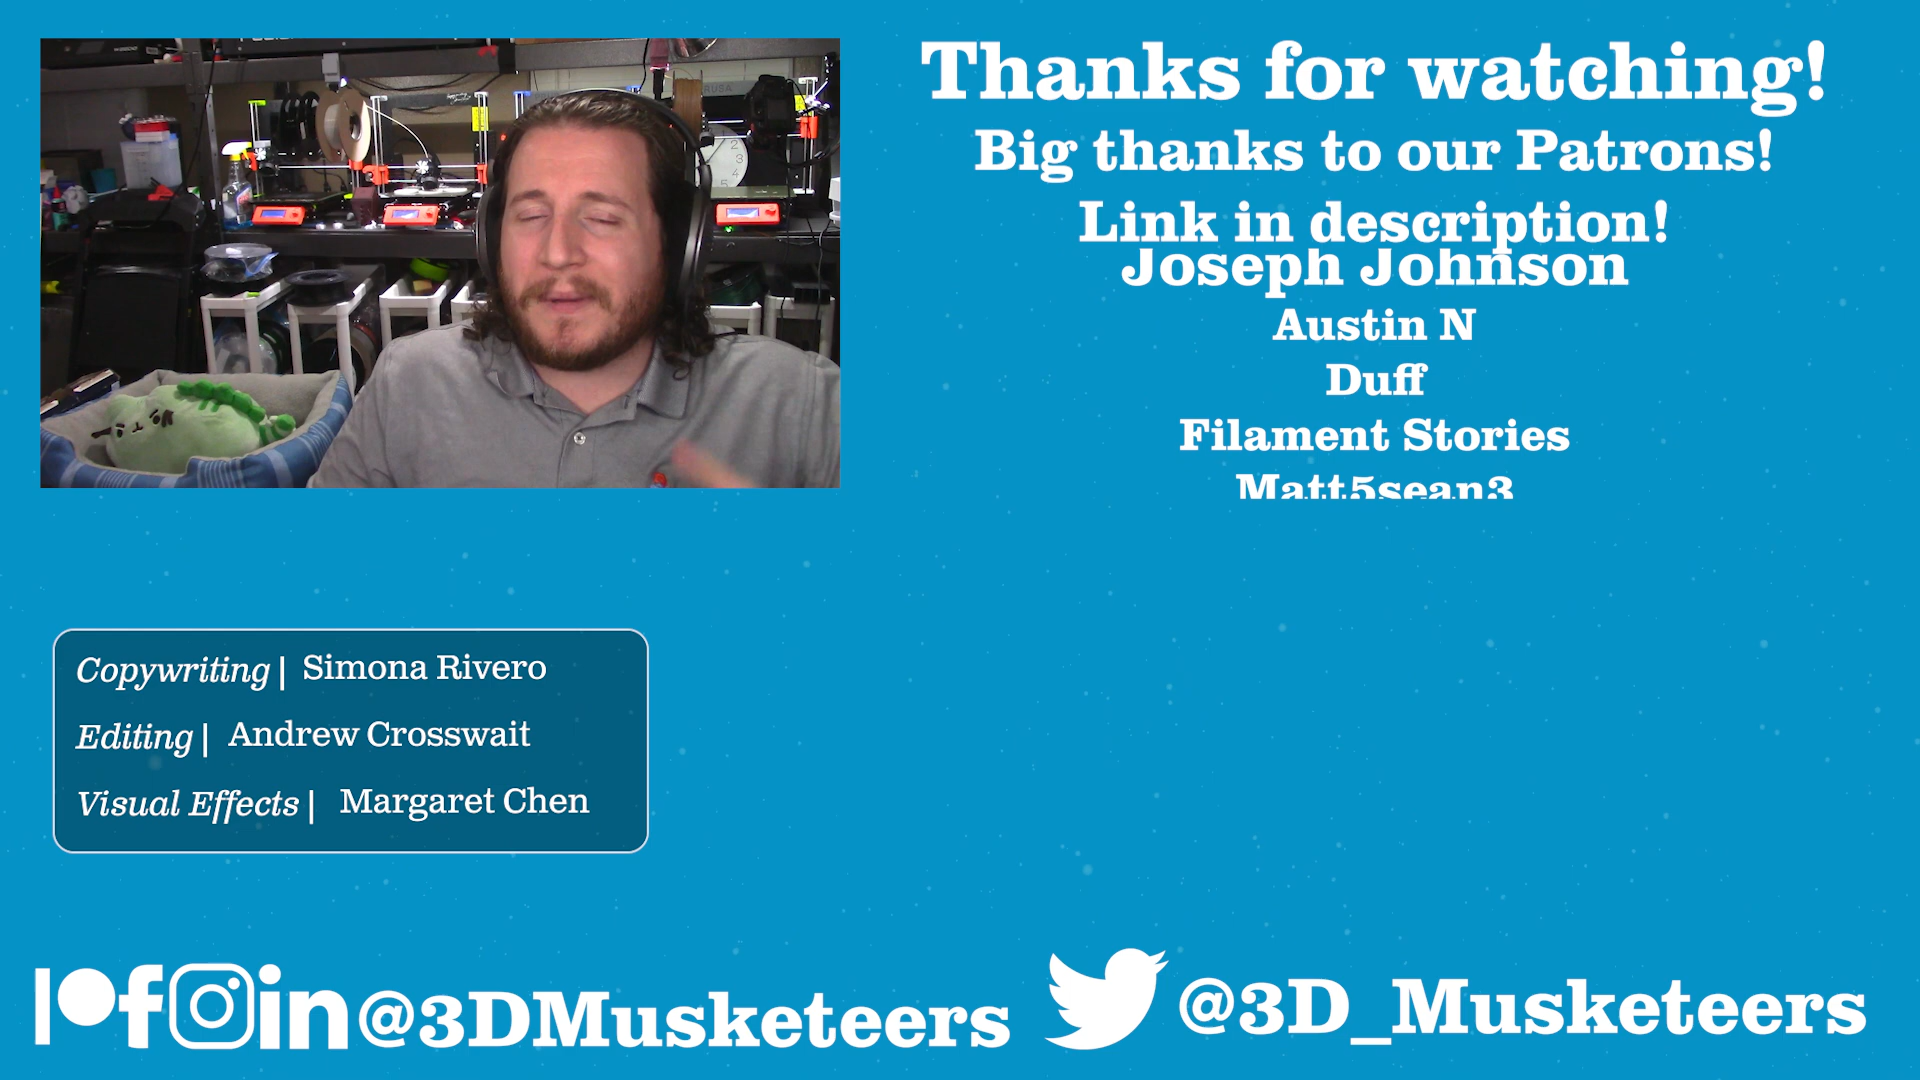 Thanks for watching!
Big thanks to our Patrons!
Link in description!
Joseph Johnson
Austin N
Duff
Filament Stories
Matt5sean3
Copywriting | Simona Rivero
Editing | Andrew Crosswait
Visual Effects | Margaret Chen
@3DMusketeers
@3D_Musketeers